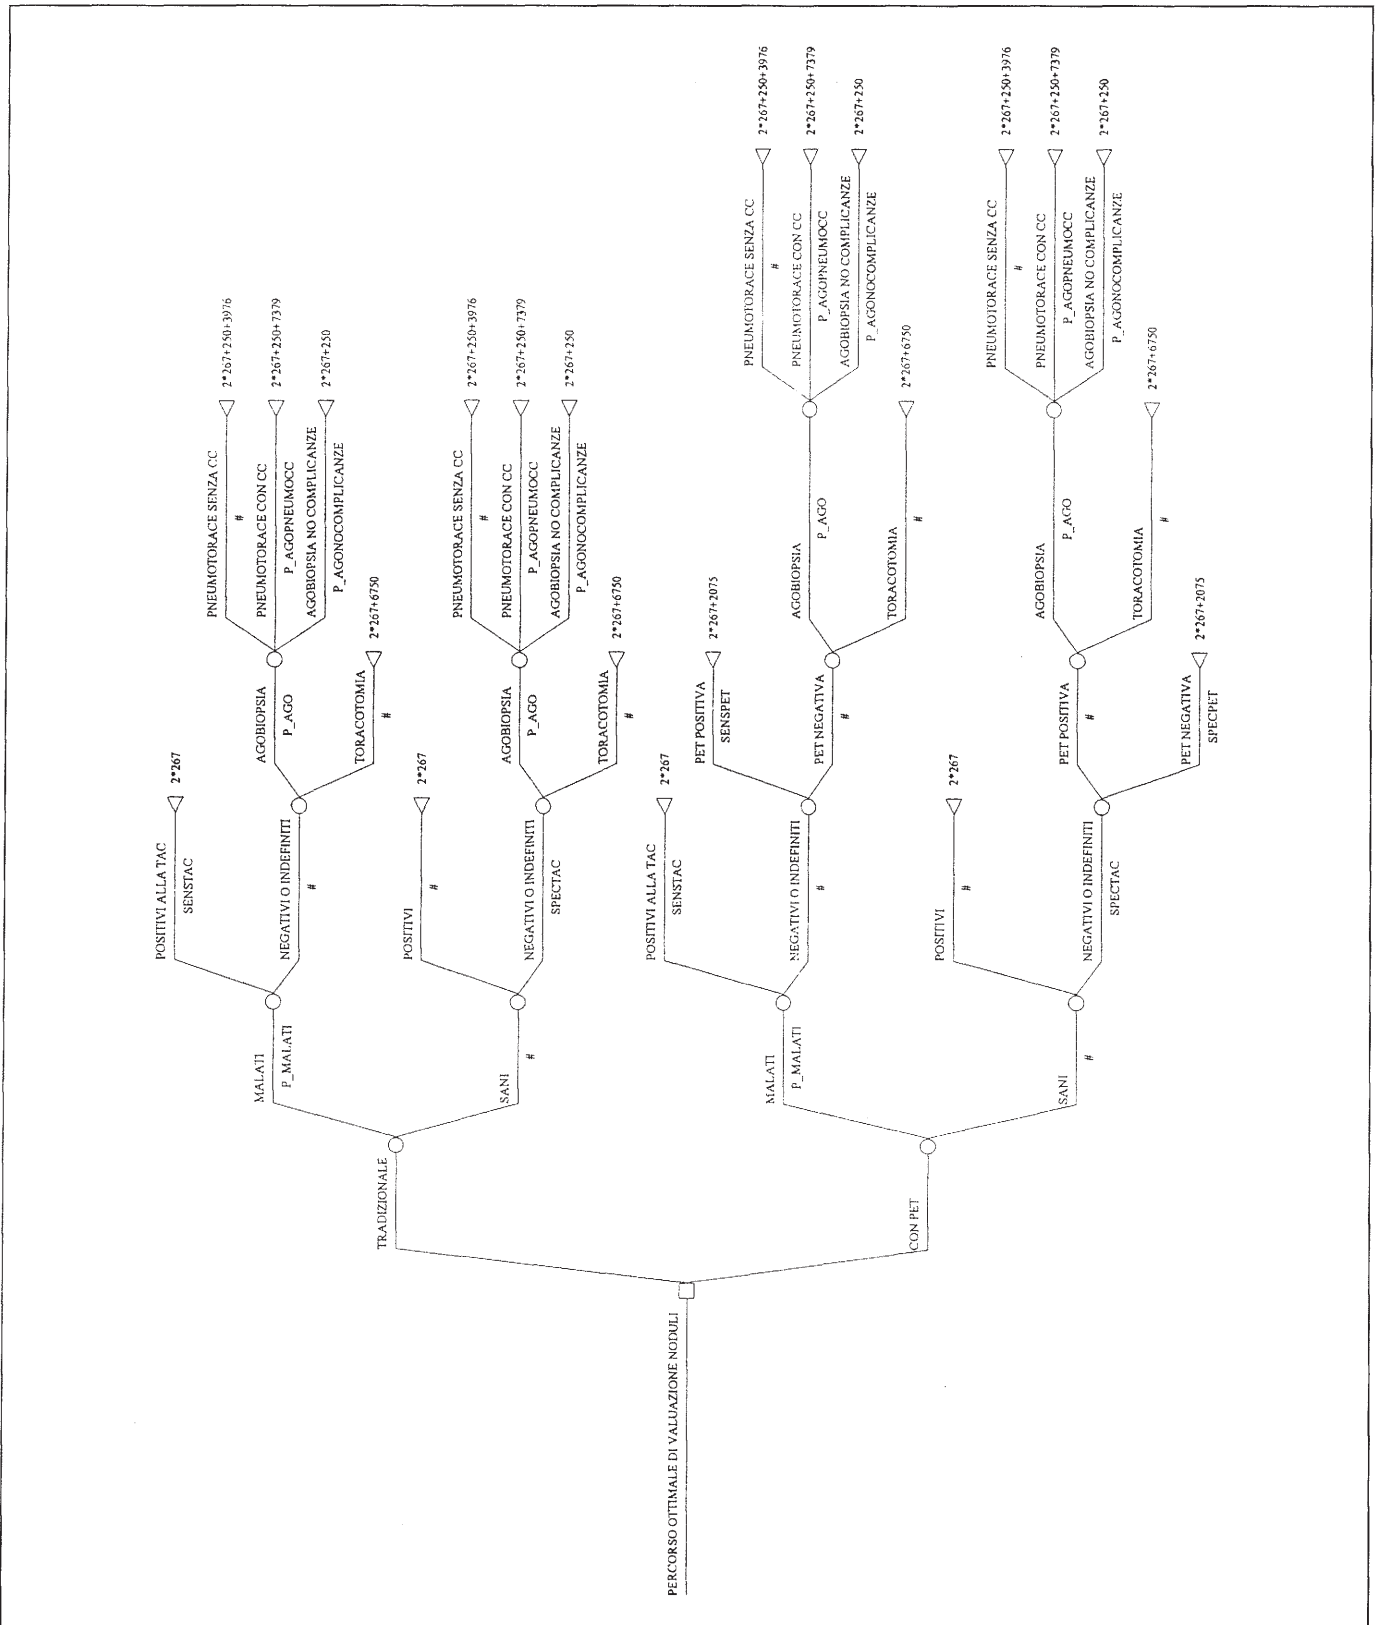 PERCORSO OTTIMALE DI VALUAZIONE NODULI
TRADIZIONALE
MALATI
P_MALATI
POSITIVI ALLA TAC
SENSTAC
2*267
NEGATIVI O INDEFINITI
#
AGOBIOPSIA
P_AGO
PNEUMOTORACE SENZA CC
#
2*267+250+3976
PNEUMOTORACE CON CC
P_AGOPNEUMOCC
2*267+250+7379
AGOBIOPSIA NO COMPLICANZE
P_AGONOCOMPLICANZE
2*267+250
TORACOTOMIA
#
2*267+6750
SANI
#
POSITIVI
#
2*267
NEGATIVI O INDEFINITI
SPECTAC
AGOBIOPSIA
P_AGO
PNEUMOTORACE SENZA CC
#
2*267+250+3976
PNEUMOTORACE CON CC
P_AGOPNEUMOCC
2*267+250+7379
AGOBIOPSIA NO COMPLICANZE
P_AGONOCOMPLICANZE
2*267+250
TORACOTOMIA
#
2*267+6750
CON PET
MALATI
P_MALATI
POSITIVI ALLA TAC
SENSTAC
2*267
NEGATIVI O INDEFINITI
#
PET POSITIVA
SENSPET
2*267+2075
PET NEGATIVA
#
AGOBIOPSIA
P_AGO
PNEUMOTORACE SENZA CC
#
2*267+250+3976
PNEUMOTORACE CON CC
P_AGOPNEUMOCC
2*267+250+7379
AGOBIOPSIA NO COMPLICANZE
P_AGONOCOMPLICANZE
2*267+250
TORACOTOMIA
#
2*267+6750
SANI
#
POSITIVI
#
2*267
NEGATIVI O INDEFINITI
SPECTAC
PET POSITIVA
#
AGOBIOPSIA
P_AGO
PNEUMOTORACE SENZA CC
#
2*267+250+3976
PNEUMOTORACE CON CC
P_AGOPNEUMOCC
2*267+250+7379
AGOBIOPSIA NO COMPLICANZE
P_AGONOCOMPLICANZE
2*267+250
TORACOTOMIA
#
2*267+6750
PET NEGATIVA
SPECPET
2*267+2075